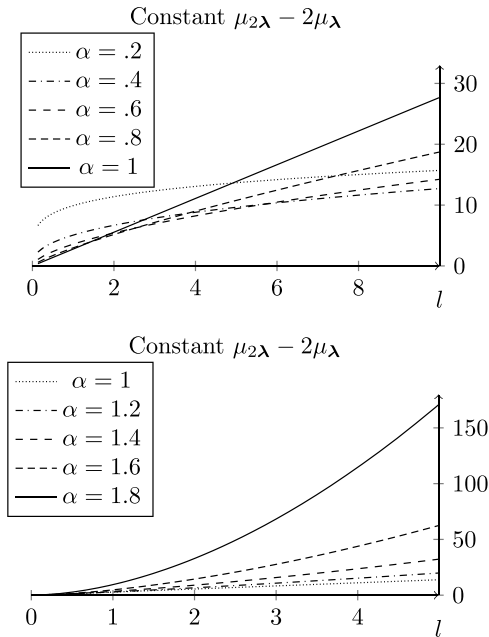 Constant μ₂𝝀 − 2μ𝝀
α = .2
α = .4
α = .6
α = .8
α = 1
30
20
10
0
0 2 4 6 8
l
Constant μ₂𝝀 − 2μ𝝀
α = 1
α = 1.2
α = 1.4
α = 1.6
α = 1.8
150
100
50
0
0 1 2 3 4
l